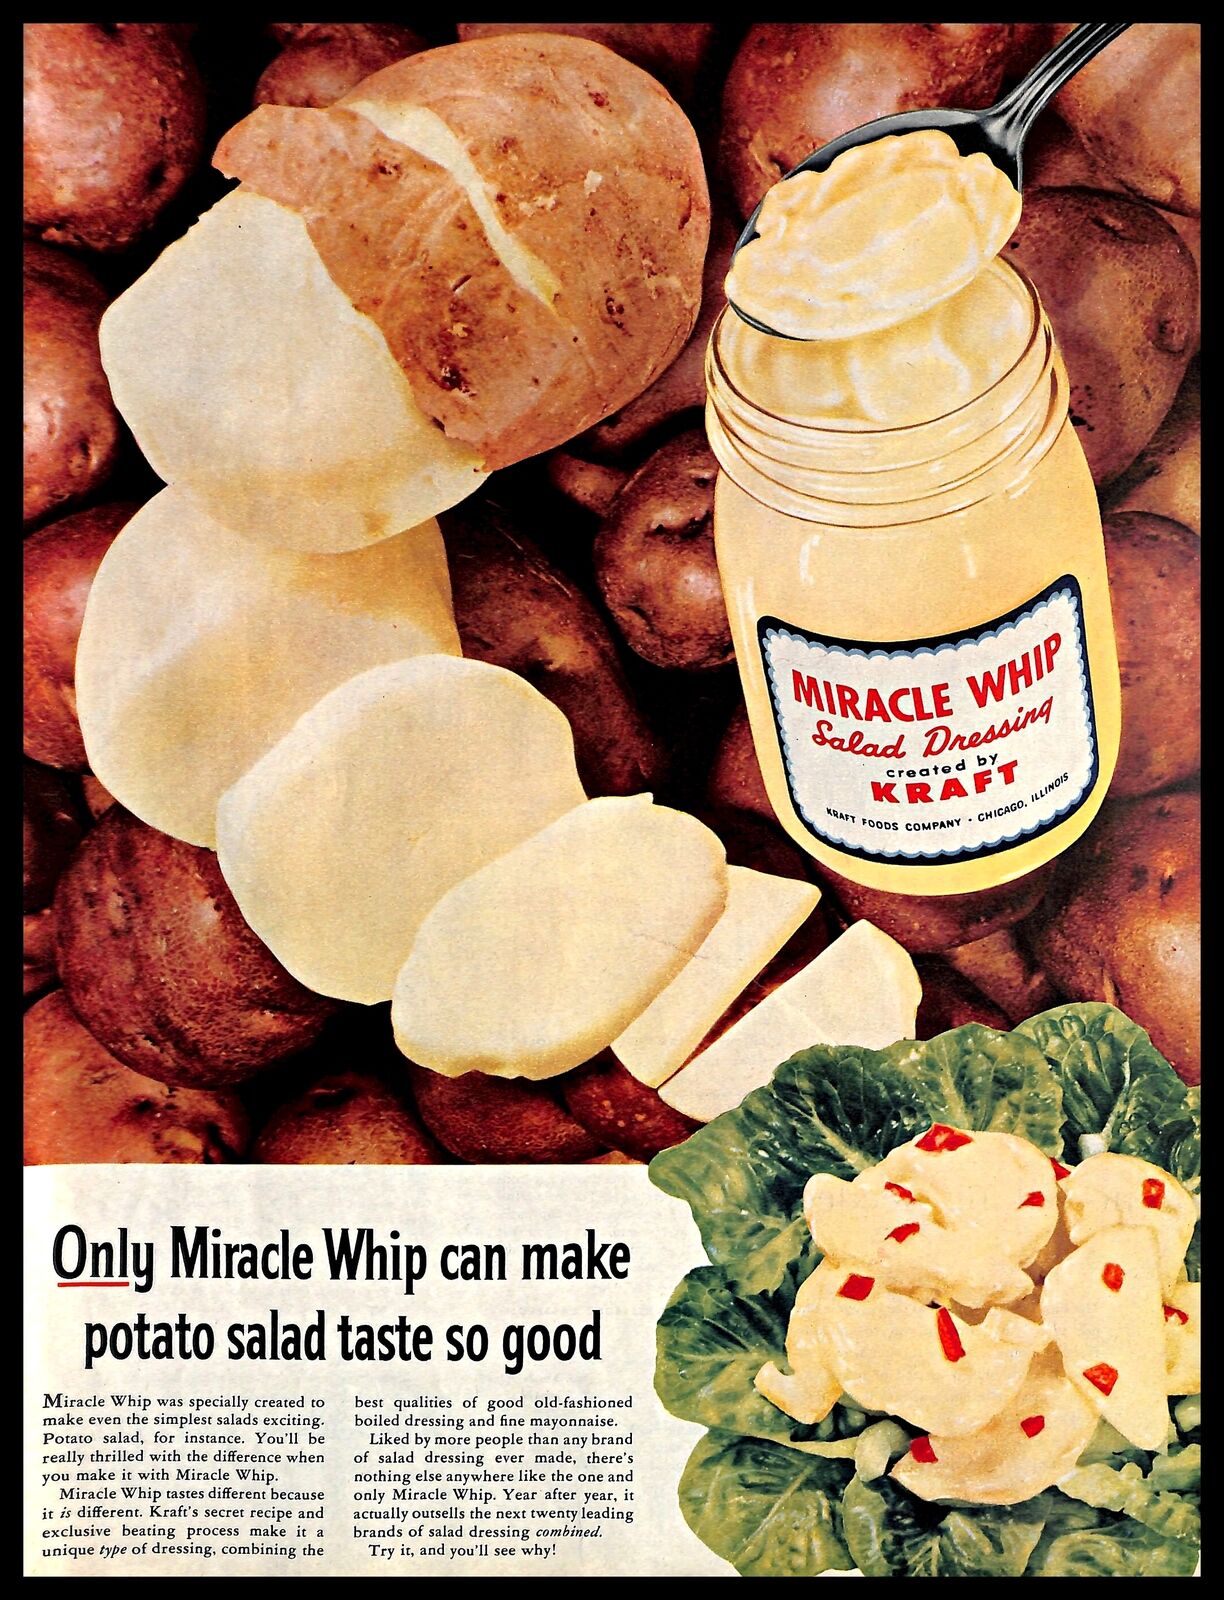 MIRACLE WHIP
Salad Dressing
created by
KRAFT
KRAFT FOODS COMPANY · CHICAGO, ILLINOIS
Only Miracle Whip can make
potato salad taste so good
Miracle Whip was specially created to
make even the simplest salads exciting.
Potato salad, for instance. You'll be
really thrilled with the difference when
you make it with Miracle Whip.
Miracle Whip tastes different because
it is different. Kraft's secret recipe and
exclusive beating process make it a
unique type of dressing, combining the
best qualities of good old-fashioned
boiled dressing and fine mayonnaise.
Liked by more people than any brand
of salad dressing ever made, there's
nothing else anywhere like the one and
only Miracle Whip. Year after year, it
actually outsells the next twenty leading
brands of salad dressing combined.
Try it, and you'll see why!